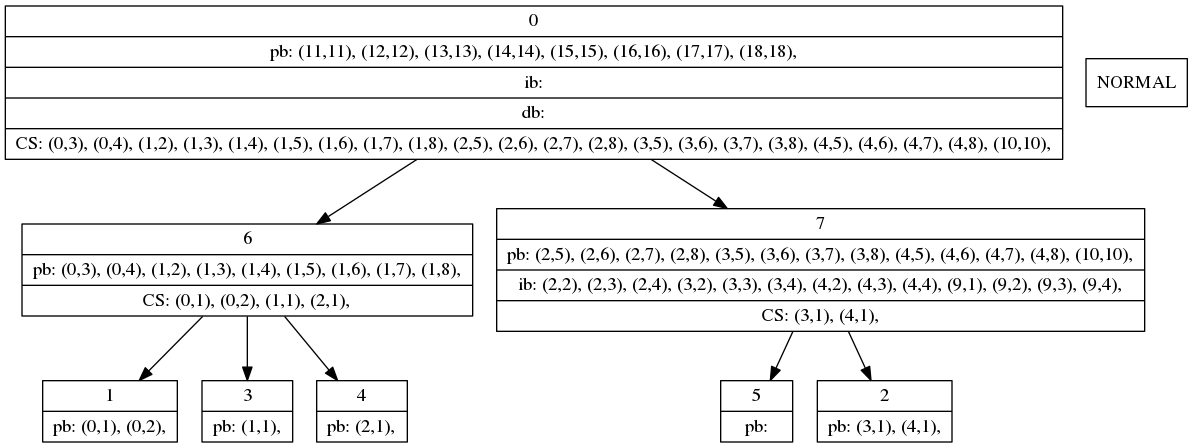 0
pb: (11,11), (12,12), (13,13), (14,14), (15,15), (16,16), (17,17), (18,18),
ib:
db:
CS: (0,3), (0,4), (1,2), (1,3), (1,4), (1,5), (1,6), (1,7), (1,8), (2,5), (2,6), (2,7), (2,8), (3,5), (3,6), (3,7), (3,8), (4,5), (4,6), (4,7), (4,8), (10,10),
NORMAL
6
pb: (0,3), (0,4), (1,2), (1,3), (1,4), (1,5), (1,6), (1,7), (1,8),
CS: (0,1), (0,2), (1,1), (2,1),
7
pb: (2,5), (2,6), (2,7), (2,8), (3,5), (3,6), (3,7), (3,8), (4,5), (4,6), (4,7), (4,8), (10,10),
ib: (2,2), (2,3), (2,4), (3,2), (3,3), (3,4), (4,2), (4,3), (4,4), (9,1), (9,2), (9,3), (9,4),
CS: (3,1), (4,1),
1
pb: (0,1), (0,2),
3
pb: (1,1),
4
pb: (2,1),
5
pb:
2
pb: (3,1), (4,1),